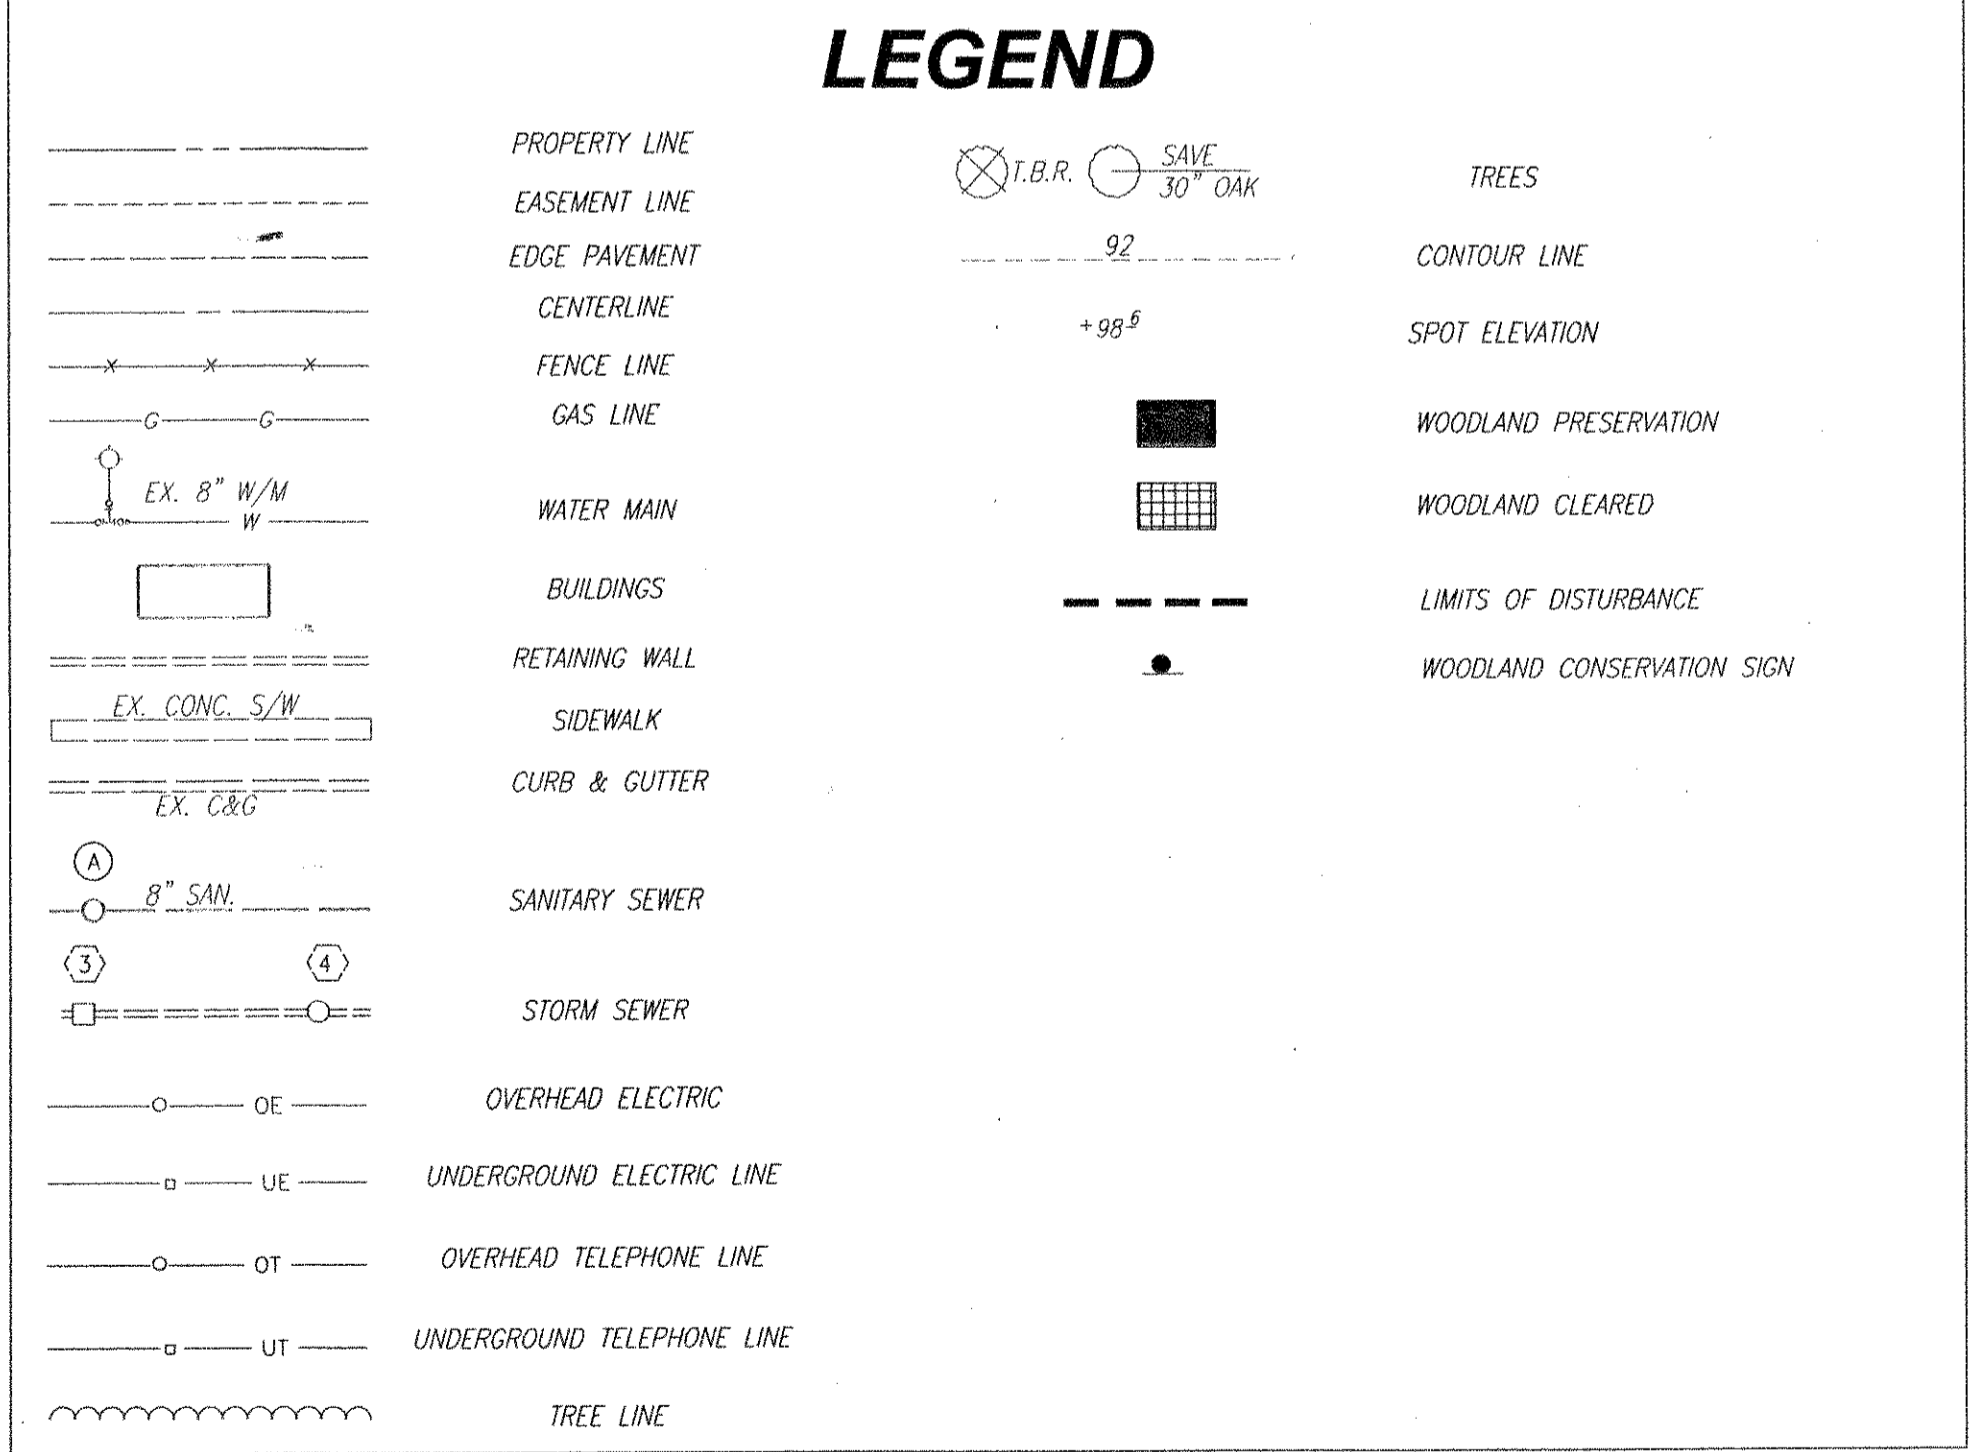 LEGEND
PROPERTY LINE
EASEMENT LINE
EDGE PAVEMENT
CENTERLINE
X X X FENCE LINE
G G GAS LINE
EX. 8" W/M
W
WATER MAIN
BUILDINGS
RETAINING WALL
EX. CONC. S/W
SIDEWALK
CURB & GUTTER
EX. C&G
A
8" SAN.
SANITARY SEWER
3 4
STORM SEWER
OE OVERHEAD ELECTRIC
UE UNDERGROUND ELECTRIC LINE
OT OVERHEAD TELEPHONE LINE
UT UNDERGROUND TELEPHONE LINE
TREE LINE
T.B.R. SAVE
30" OAK
TREES
92 CONTOUR LINE
+98⁶ SPOT ELEVATION
WOODLAND PRESERVATION
WOODLAND CLEARED
LIMITS OF DISTURBANCE
WOODLAND CONSERVATION SIGN